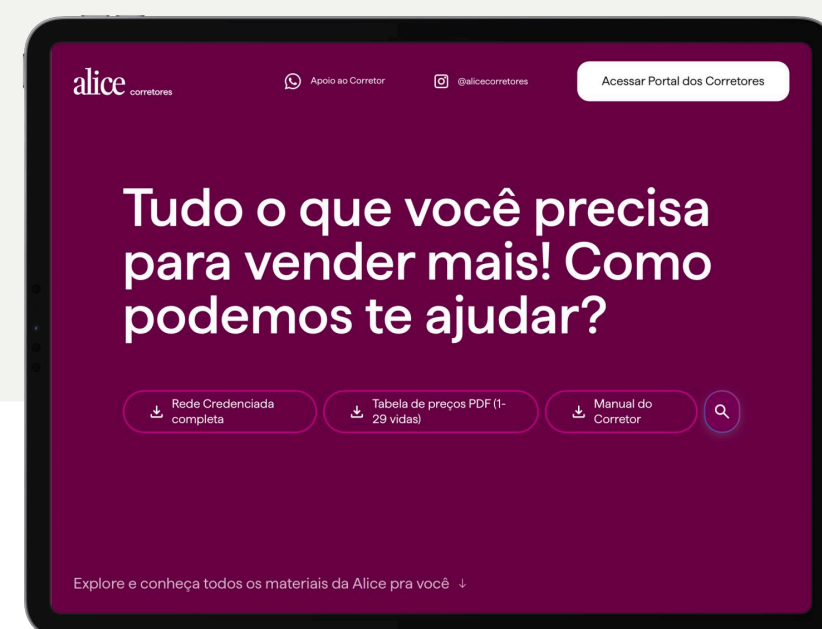 alice corretores
Apoio ao Corretor
@alicecorretores
Acessar Portal dos Corretores
Tudo o que você precisa
para vender mais! Como
podemos te ajudar?
Rede Credenciada
completa
Tabela de preços PDF (1-
29 vidas)
Manual do
Corretor
Explore e conheça todos os materiais da Alice pra você ↓